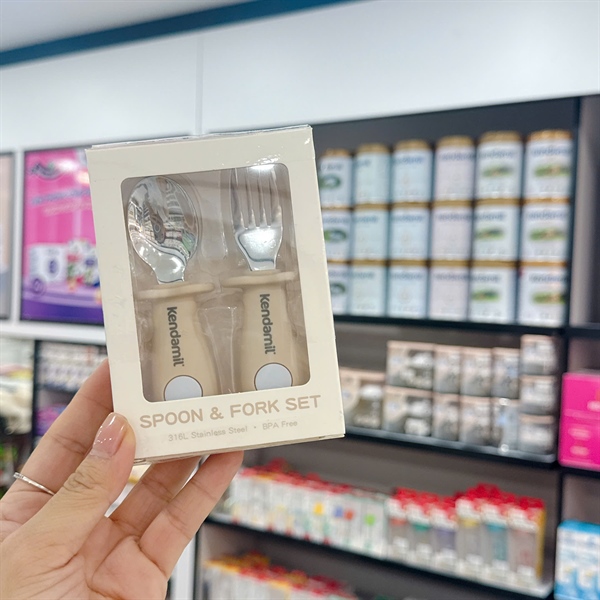 Kendamil
Kendamil
SPOON & FORK SET
316L Stainless Steel • BPA Free